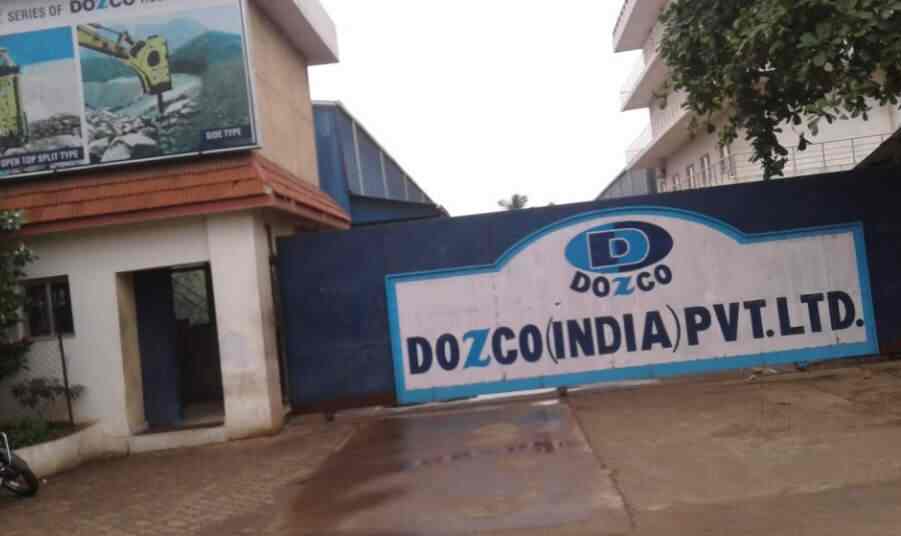 SERIES OF DOZCO
OPEN TOP SPLIT TYPE
SIDE TYPE
D
DOZCO
DOZCO (INDIA) PVT. LTD.